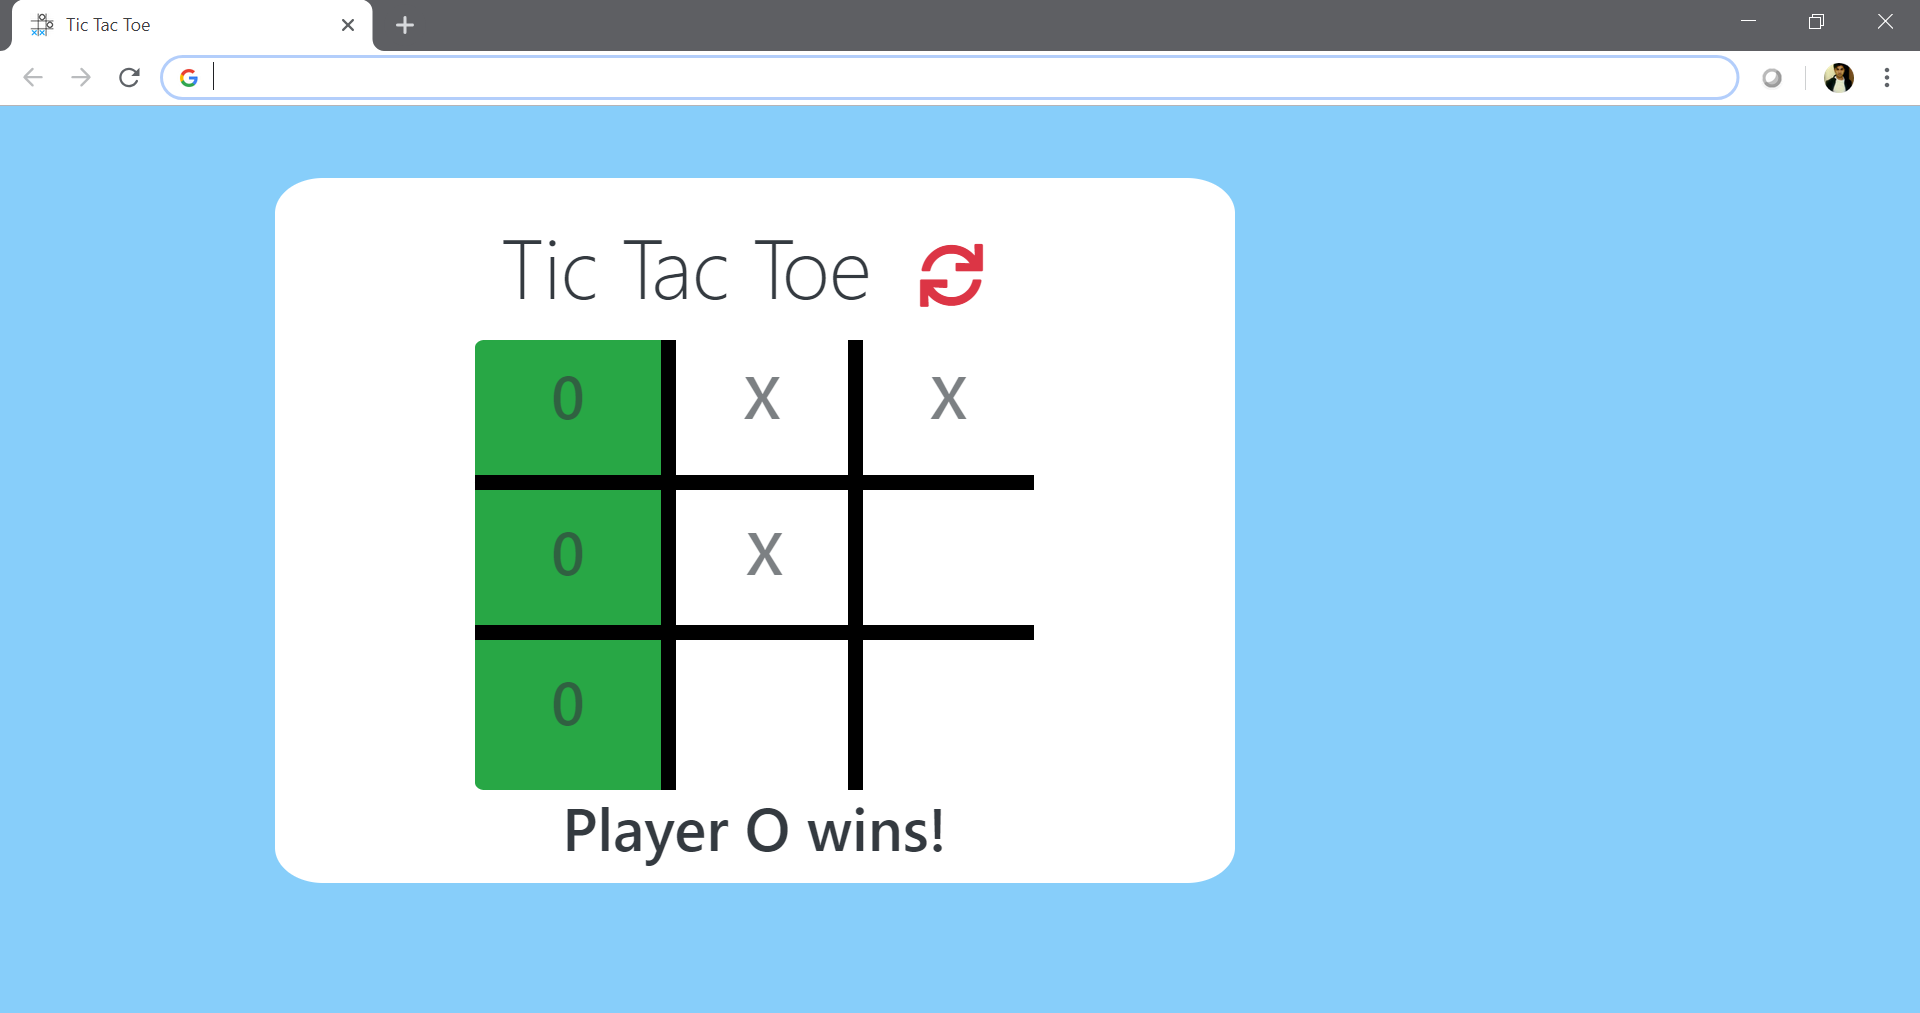 Tic Tac Toe
Tic Tac Toe
0 X X
0 X
0
Player O wins!